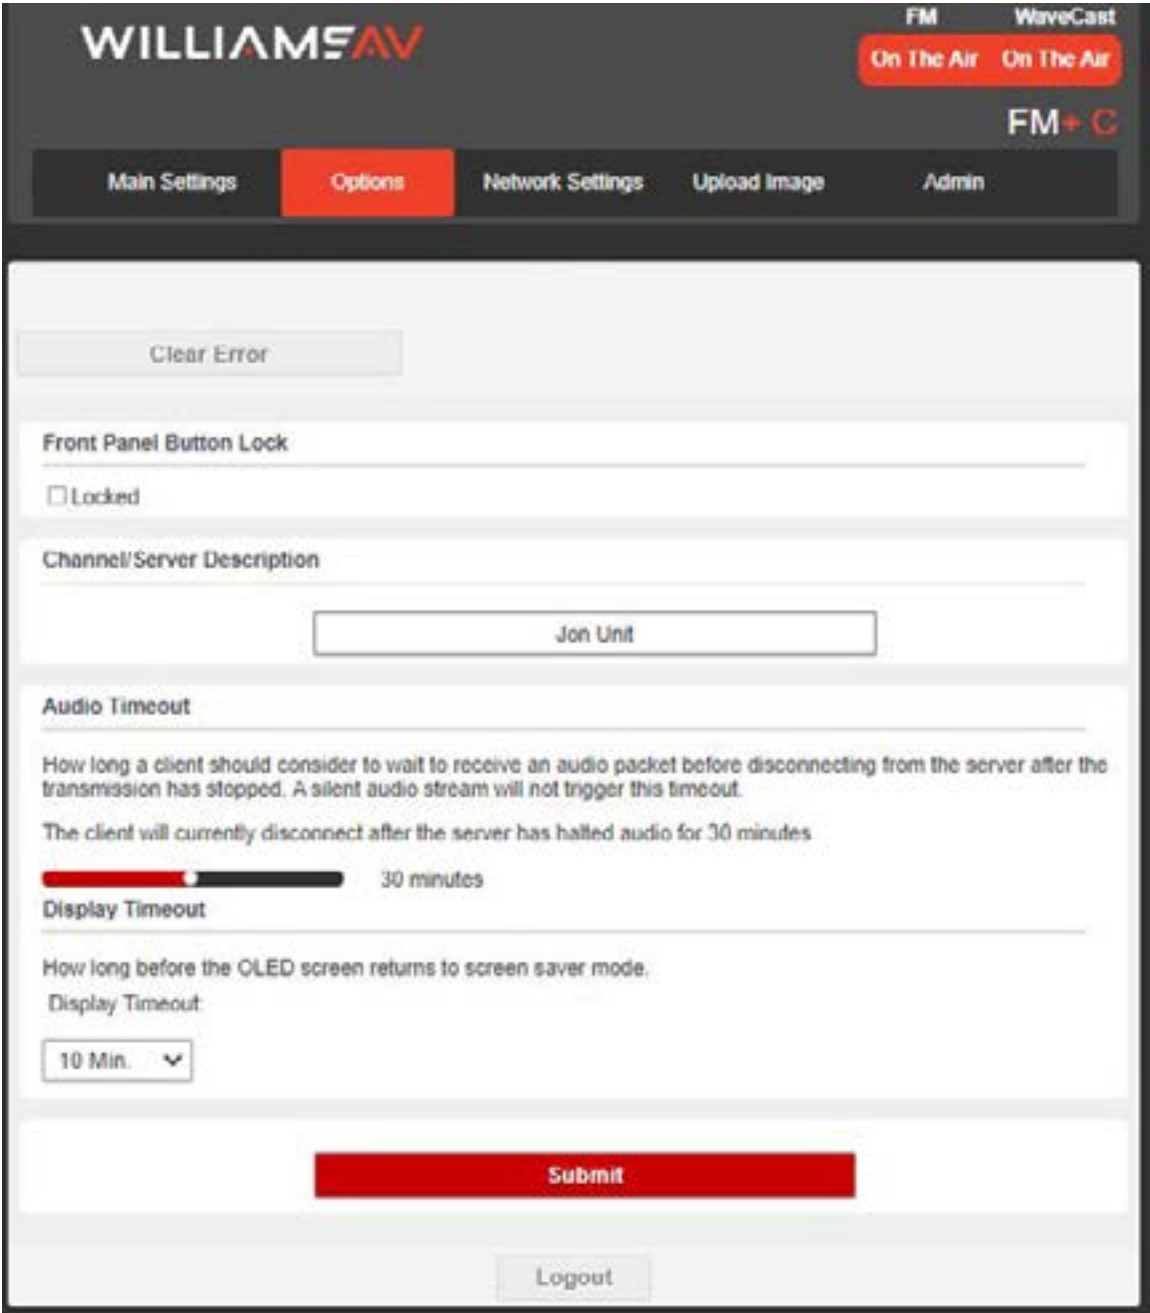 WILLIAMSAV
FM WaveCast
On The Air On The Air
FM+ C
Main Settings Options Network Settings Upload Image Admin
Clear Error
Front Panel Button Lock
Locked
Channel/Server Description
Jon Unit
Audio Timeout
How long a client should consider to wait to receive an audio packet before disconnecting from the server after the
transmission has stopped. A silent audio stream will not trigger this timeout.
The client will currently disconnect after the server has halted audio for 30 minutes
30 minutes
Display Timeout
How long before the OLED screen returns to screen saver mode.
Display Timeout:
10 Min.
Submit
Logout